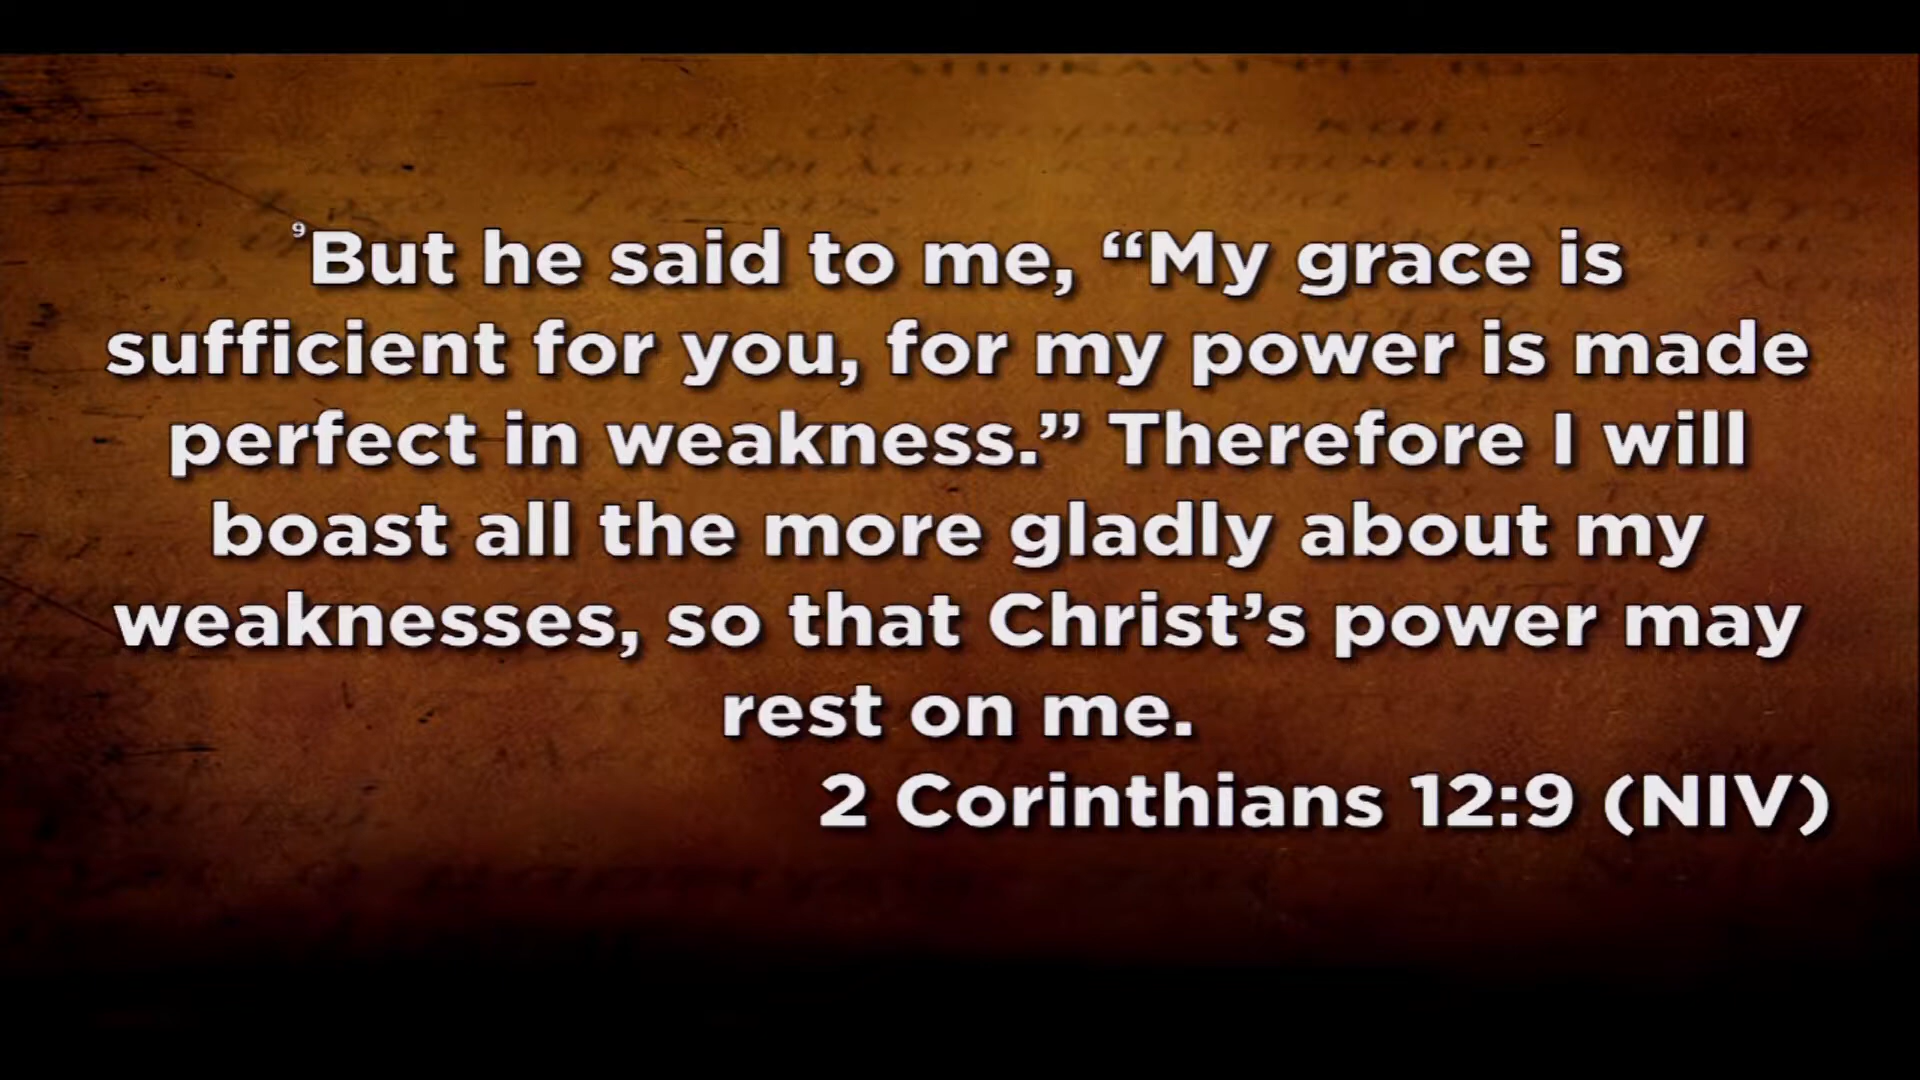 ⁹But he said to me, “My grace is
sufficient for you, for my power is made
perfect in weakness.” Therefore I will
boast all the more gladly about my
weaknesses, so that Christ’s power may
rest on me.
2 Corinthians 12:9 (NIV)